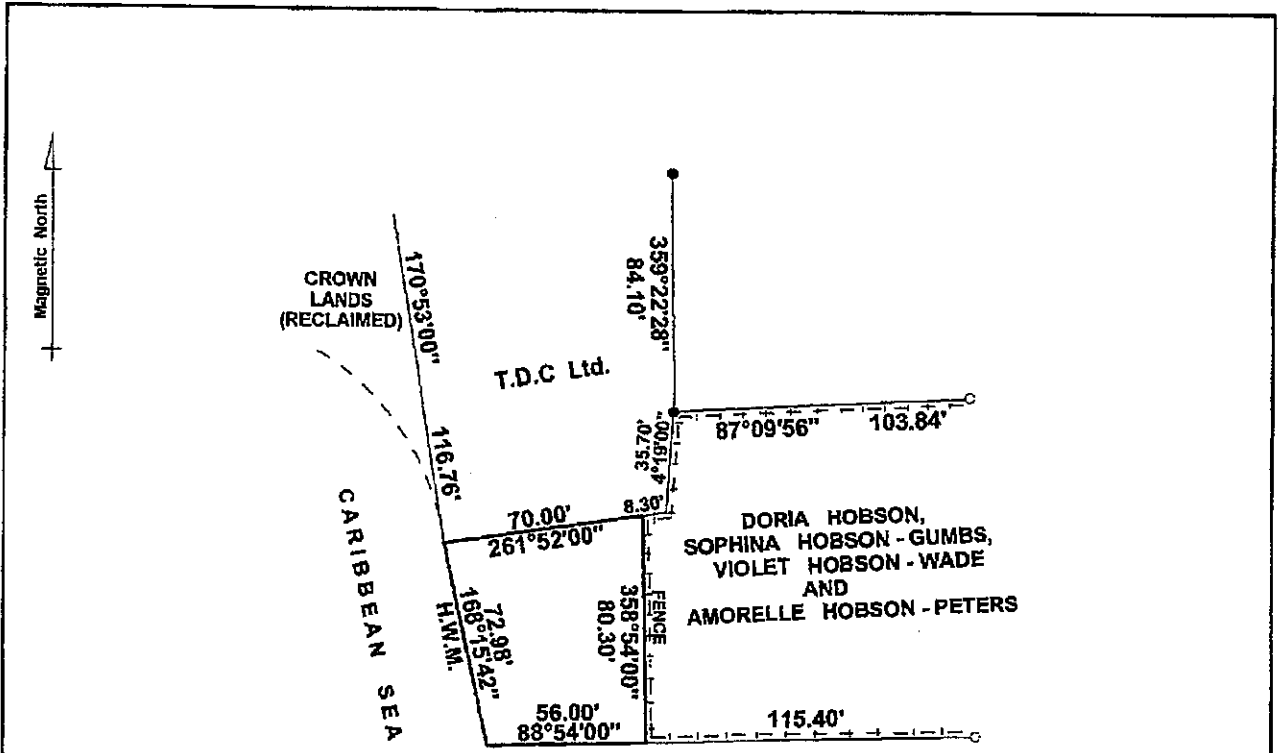 Magnetic North
CROWN
LANDS
(RECLAIMED)
170°53'00"
116.76'
T.D.C Ltd.
359°22'28"
84.10'
87°09'56" 103.84'
35.70'
4°19'00"
8.30'
70.00'
261°52'00"
DORIA HOBSON,
SOPHINA HOBSON - GUMBS,
VIOLET HOBSON - WADE
AND
AMORELLE HOBSON - PETERS
CARIBBEAN SEA
72.98'
168°15'42"
H.W.M.
358°54'00"
80.30'
FENCE
56.00'
88°54'00"
115.40'